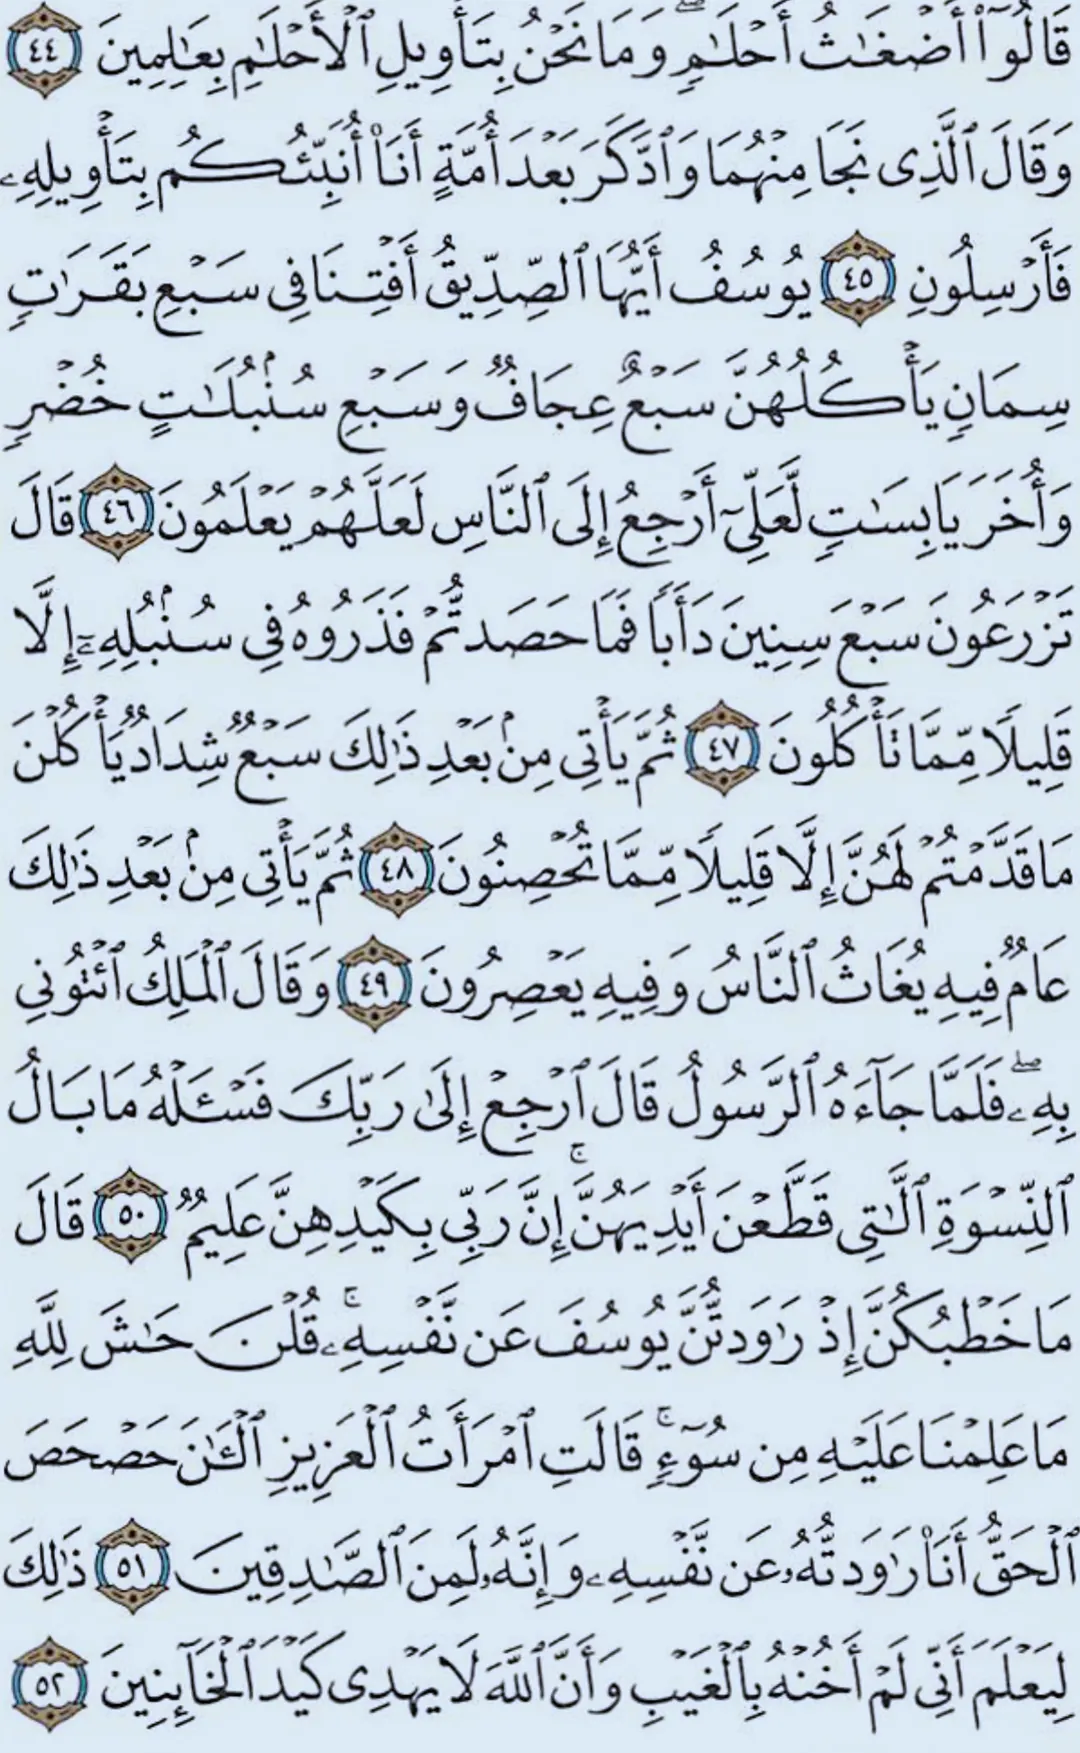 قَالُوٓا۟ أَضْغَـٰثُ أَحْلَـٰمٍۢ ۖ وَمَا نَحْنُ بِتَأْوِيلِ ٱلْأَحْلَـٰمِ بِعَـٰلِمِينَ ٤٤
وَقَالَ ٱلَّذِى نَجَا مِنْهُمَا وَٱدَّكَرَ بَعْدَ أُمَّةٍ أَنَا۠ أُنَبِّئُكُم بِتَأْوِيلِهِۦ
فَأَرْسِلُونِ ٤٥ يُوسُفُ أَيُّهَا ٱلصِّدِّيقُ أَفْتِنَا فِى سَبْعِ بَقَرَٰتٍۢ
سِمَانٍۢ يَأْكُلُهُنَّ سَبْعٌ عِجَافٌۭ وَسَبْعِ سُنۢبُلَـٰتٍ خُضْرٍۢ
وَأُخَرَ يَابِسَـٰتٍۢ لَّعَلِّىٓ أَرْجِعُ إِلَى ٱلنَّاسِ لَعَلَّهُمْ يَعْلَمُونَ ٤٦ قَالَ
تَزْرَعُونَ سَبْعَ سِنِينَ دَأَبًۭا فَمَا حَصَدتُّمْ فَذَرُوهُ فِى سُنۢبُلِهِۦٓ إِلَّا
قَلِيلًۭا مِّمَّا تَأْكُلُونَ ٤٧ ثُمَّ يَأْتِى مِنۢ بَعْدِ ذَٰلِكَ سَبْعٌۭ شِدَادٌۭ يَأْكُلْنَ
مَا قَدَّمْتُمْ لَهُنَّ إِلَّا قَلِيلًۭا مِّمَّا تُحْصِنُونَ ٤٨ ثُمَّ يَأْتِى مِنۢ بَعْدِ ذَٰلِكَ
عَامٌۭ فِيهِ يُغَاثُ ٱلنَّاسُ وَفِيهِ يَعْصِرُونَ ٤٩ وَقَالَ ٱلْمَلِكُ ٱئْتُونِى
بِهِۦ ۖ فَلَمَّا جَآءَهُ ٱلرَّسُولُ قَالَ ٱرْجِعْ إِلَىٰ رَبِّكَ فَسْـَٔلْهُ مَا بَالُ
ٱلنِّسْوَةِ ٱلَّـٰتِى قَطَّعْنَ أَيْدِيَهُنَّ ۚ إِنَّ رَبِّى بِكَيْدِهِنَّ عَلِيمٌۭ ٥٠ قَالَ
مَا خَطْبُكُنَّ إِذْ رَٰوَدتُّنَّ يُوسُفَ عَن نَّفْسِهِۦ ۚ قُلْنَ حَـٰشَ لِلَّهِ
مَا عَلِمْنَا عَلَيْهِ مِن سُوٓءٍۢ ۚ قَالَتِ ٱمْرَأَتُ ٱلْعَزِيزِ ٱلْـَٔـٰنَ حَصْحَصَ
ٱلْحَقُّ أَنَا۠ رَٰوَدتُّهُۥ عَن نَّفْسِهِۦ وَإِنَّهُۥ لَمِنَ ٱلصَّـٰدِقِينَ ٥١ ذَٰلِكَ
لِيَعْلَمَ أَنِّى لَمْ أَخُنْهُ بِٱلْغَيْبِ وَأَنَّ ٱللَّهَ لَا يَهْدِى كَيْدَ ٱلْخَآئِنِينَ ٥٢